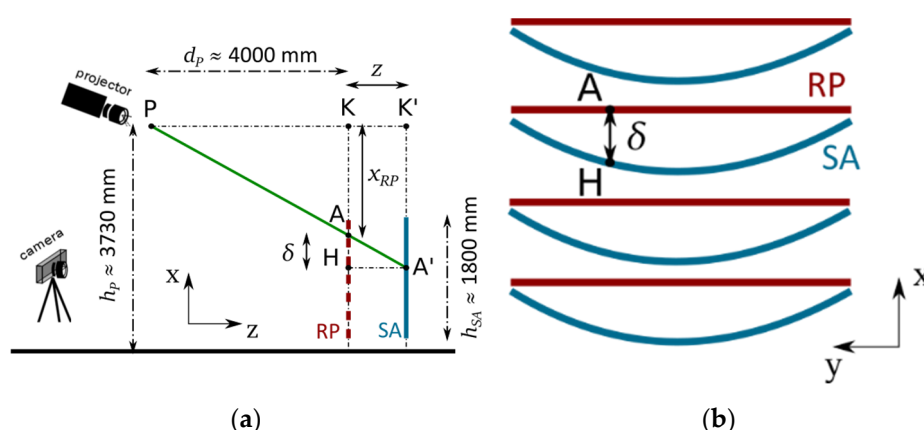 d_P ≈ 4000 mm
z
projector
P
K
K'
x_RP
A
δ
H
A'
camera
h_P ≈ 3730 mm
h_SA ≈ 1800 mm
x
z
RP
SA
A
RP
δ
SA
H
x
y
(a)
(b)